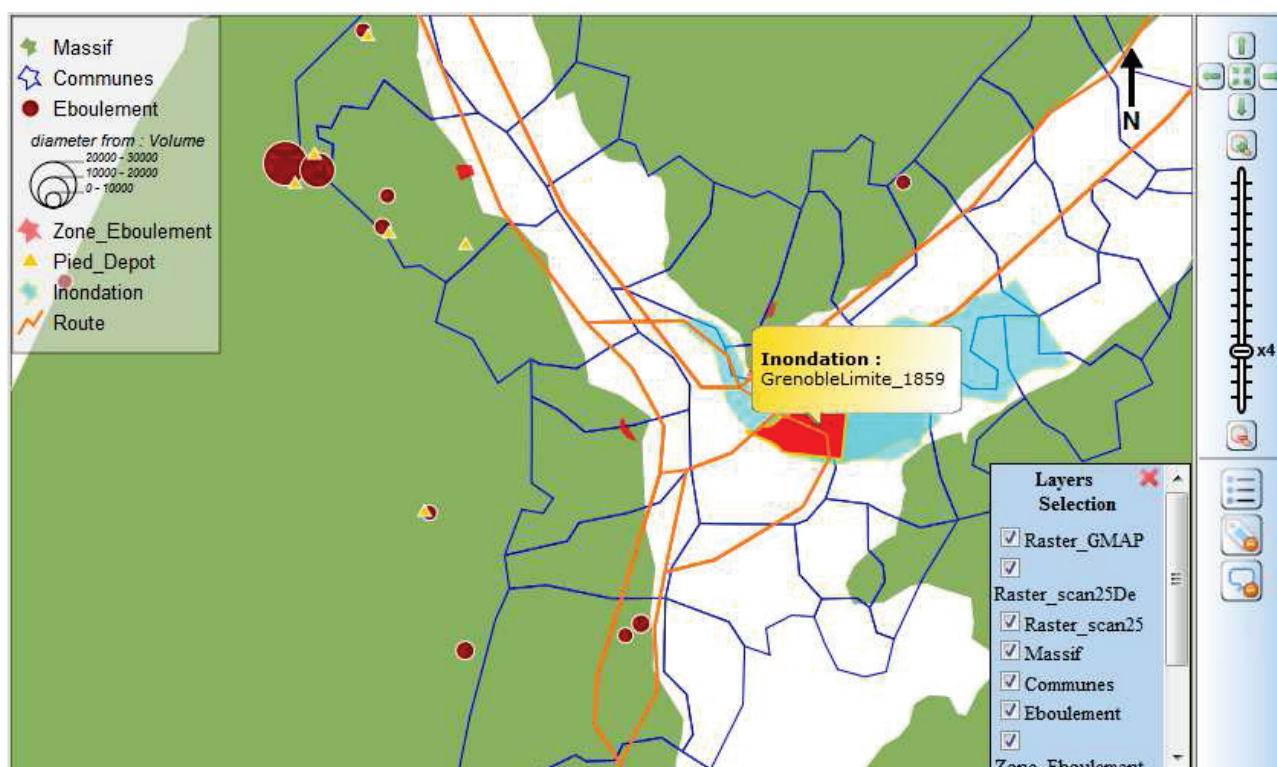 Massif
Communes
Eboulement
diameter from : Volume
20000 - 30000
10000 - 20000
0 - 10000
Zone_Eboulement
Pied_Depot
Inondation
Route
N
x4
Inondation :
GrenobleLimite_1859
Layers
Selection
Raster_GMAP
Raster_scan25De
Raster_scan25
Massif
Communes
Eboulement
Zone_Eboulement